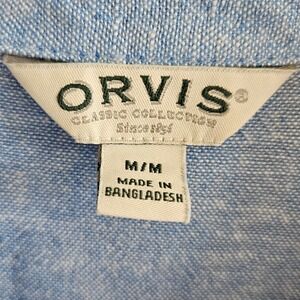 ORVIS®
CLASSIC COLLECTION
Since 1856
M/M
MADE IN
BANGLADESH